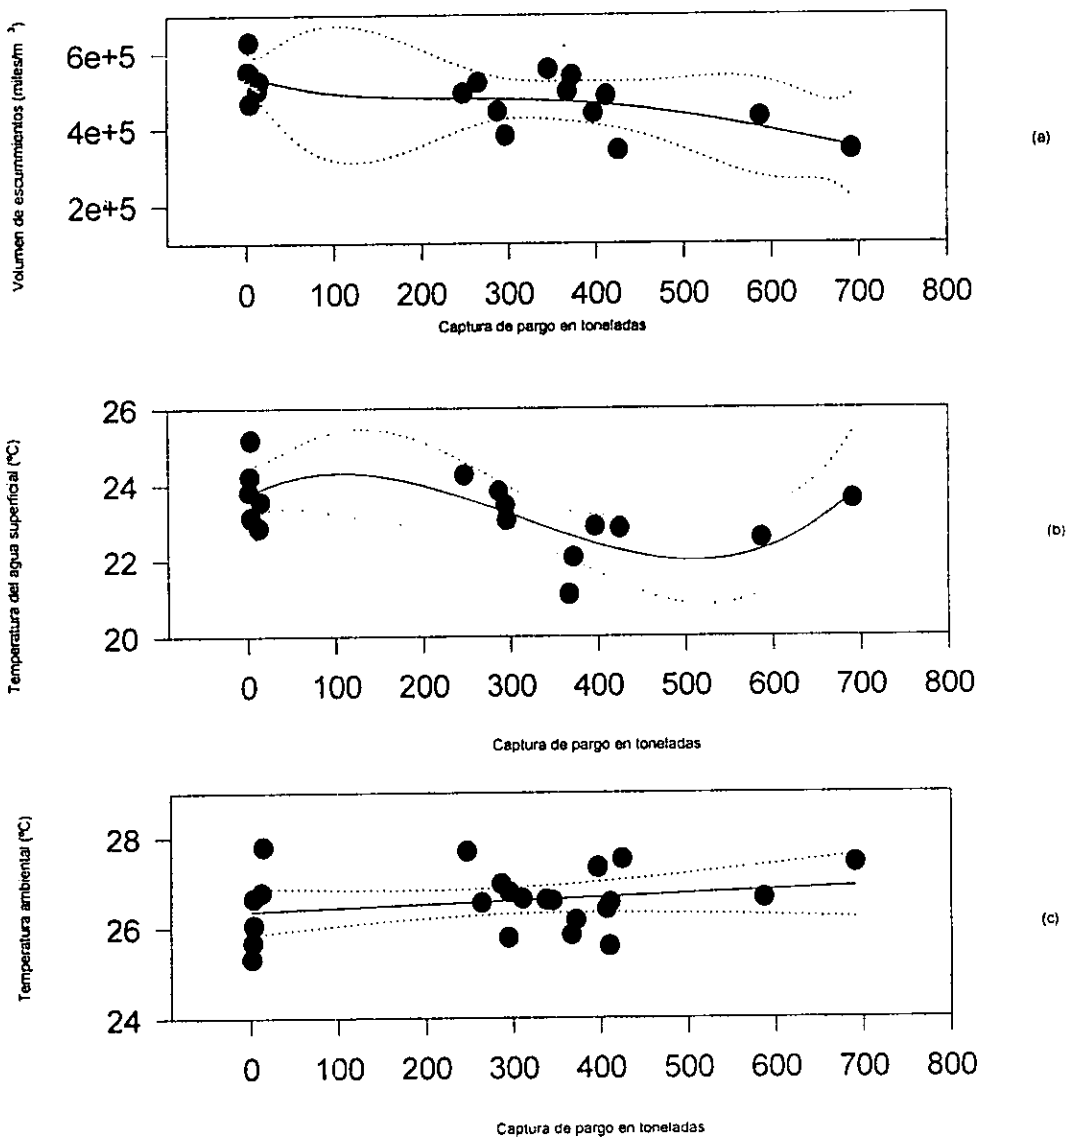 Volumen de escurrimientos (miles/m 3)
6e+5
4e+5
2e+5
(a)
0 100 200 300 400 500 600 700 800
Captura de pargo en toneladas
Temperatura del agua superficial (ºC)
26
24
22
20
(b)
0 100 200 300 400 500 600 700 800
Captura de pargo en toneladas
Temperatura ambiental (ºC)
28
26
24
(c)
0 100 200 300 400 500 600 700 800
Captura de pargo en toneladas